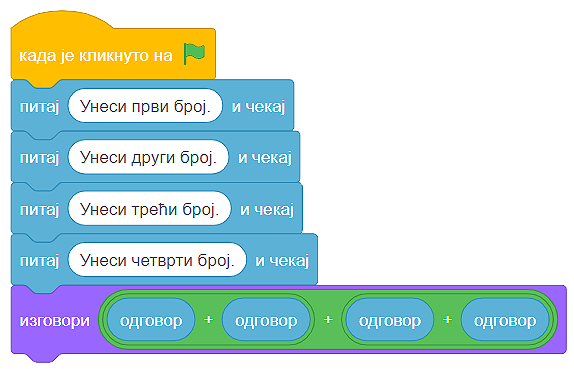 када је кликнуто на
питај Унеси први број. и чекај
питај Унеси други број. и чекај
питај Унеси трећи број. и чекај
питај Унеси четврти број. и чекај
изговори одговор + одговор + одговор + одговор